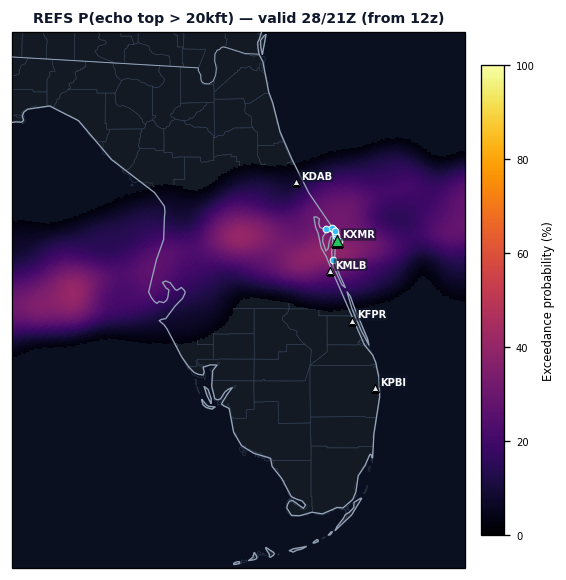 REFS P(echo top > 20kft) — valid 28/21Z (from 12z)
KDAB
KXMR
KMLB
KFPR
KPBI
100
80
60
40
20
0
Exceedance probability (%)